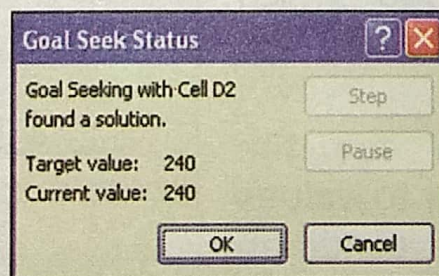 Goal Seek Status
Goal Seeking with Cell D2
found a solution.
Step
Target value: 240
Pause
Current value: 240
OK
Cancel